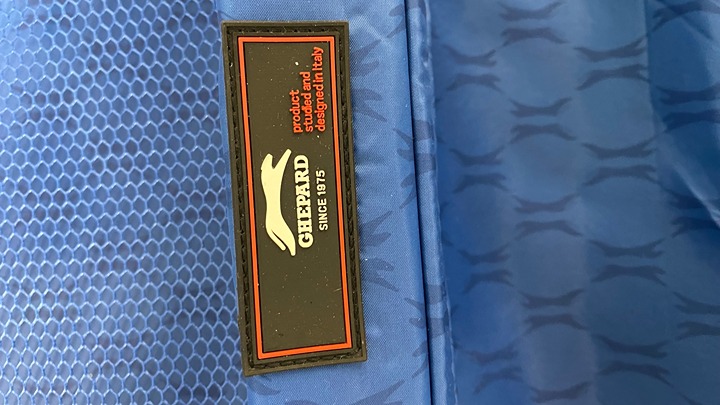 GHEPARD
SINCE 1975
product
studied and
designed in Italy